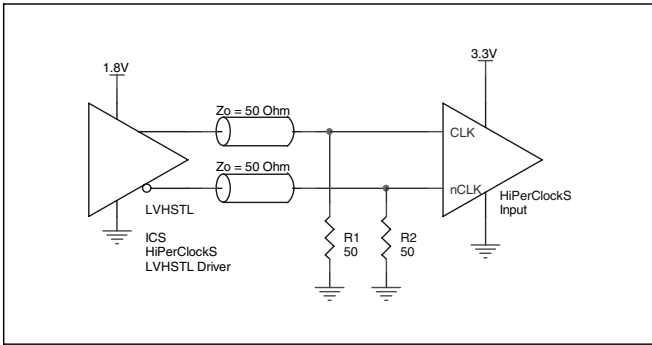 1.8V
3.3V
Zo = 50 Ohm
CLK
Zo = 50 Ohm
nCLK
HiPerClockS
Input
LVHSTL
ICS
HiPerClockS
LVHSTL Driver
R1
50
R2
50